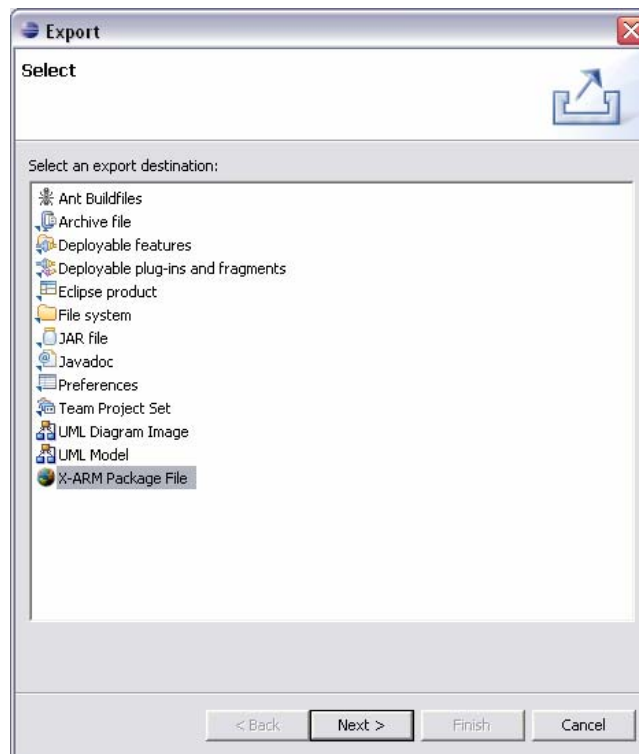 Export
Select
Select an export destination:
Ant Buildfiles
Archive file
Deployable features
Deployable plug-ins and fragments
Eclipse product
File system
JAR file
Javadoc
Preferences
Team Project Set
UML Diagram Image
UML Model
X-ARM Package File
< Back Next > Finish Cancel